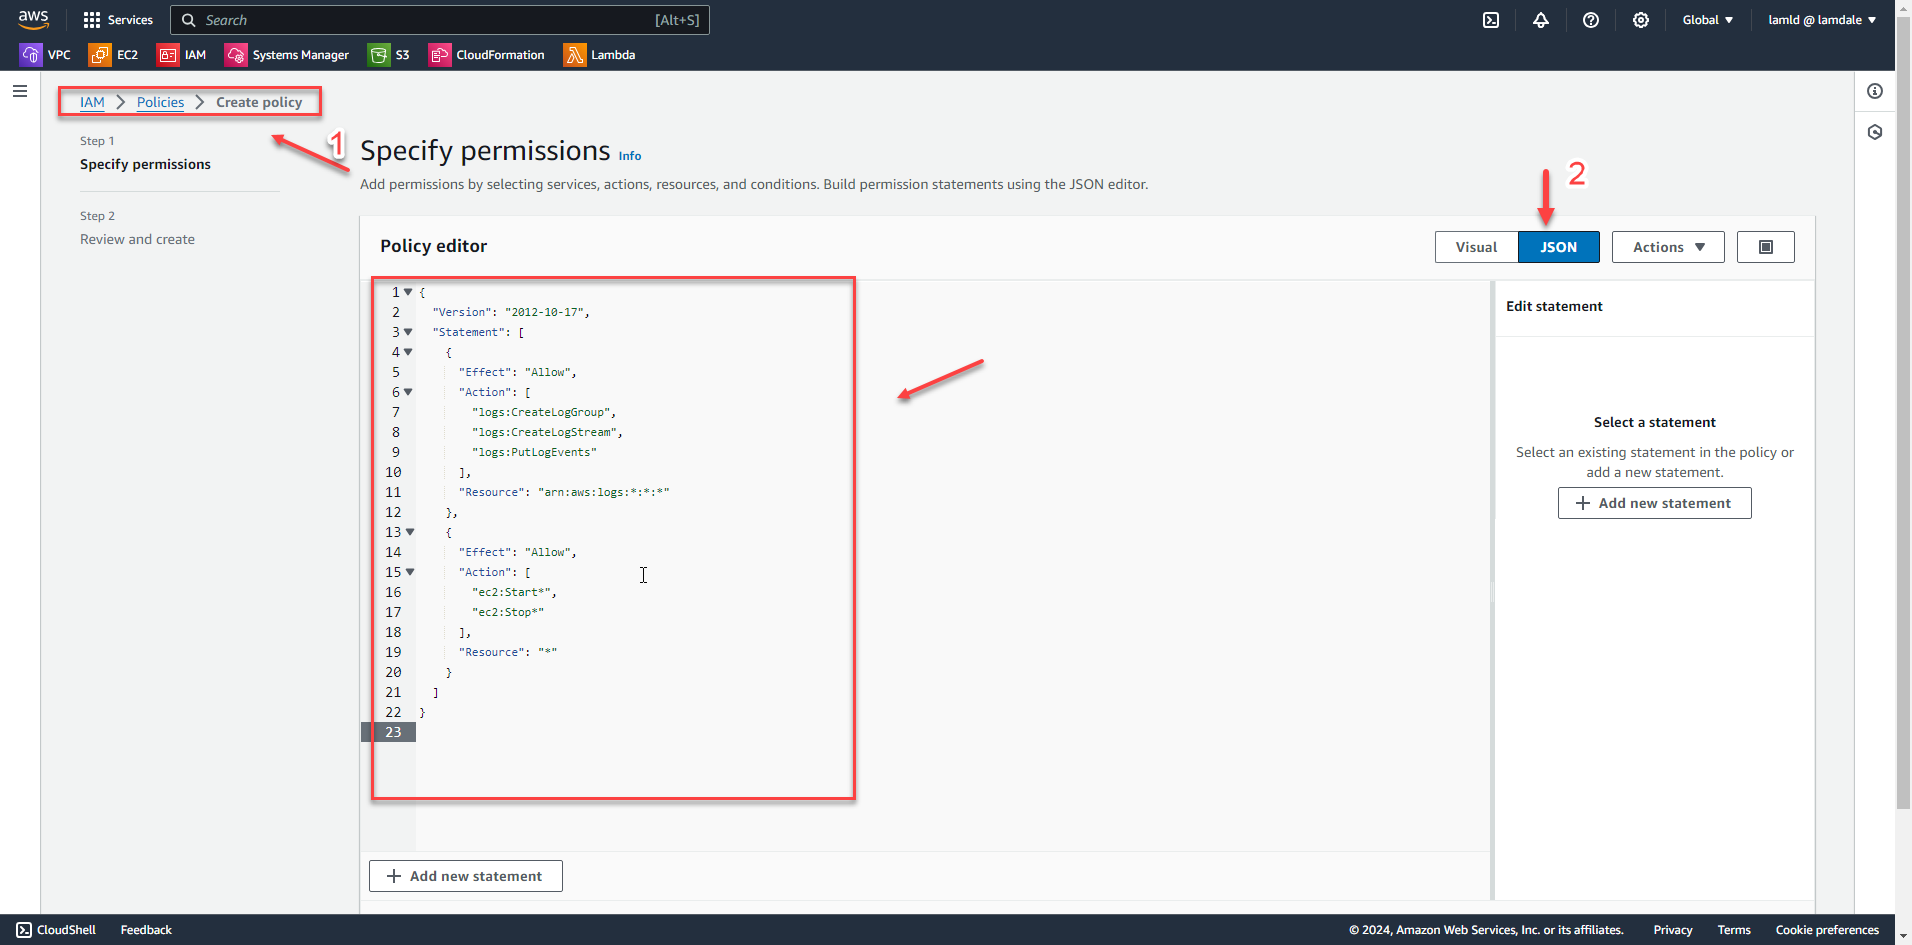 aws
Services
Search
[Alt+S]
Global
lamld @ lamdale
VPC
EC2
IAM
Systems Manager
S3
CloudFormation
Lambda
IAM
Policies
Create policy
1
Step 1
Specify permissions
Step 2
Review and create
Specify permissions Info
Add permissions by selecting services, actions, resources, and conditions. Build permission statements using the JSON editor.
2
Policy editor
Visual
JSON
Actions
1 {
2 "Version": "2012-10-17",
3 "Statement": [
4 {
5 "Effect": "Allow",
6 "Action": [
7 "logs:CreateLogGroup",
8 "logs:CreateLogStream",
9 "logs:PutLogEvents"
10 ],
11 "Resource": "arn:aws:logs:*:*:*"
12 },
13 {
14 "Effect": "Allow",
15 "Action": [
16 "ec2:Start*",
17 "ec2:Stop*"
18 ],
19 "Resource": "*"
20 }
21 ]
22 }
23
+ Add new statement
Edit statement
Select a statement
Select an existing statement in the policy or
add a new statement.
+ Add new statement
CloudShell
Feedback
© 2024, Amazon Web Services, Inc. or its affiliates.
Privacy
Terms
Cookie preferences